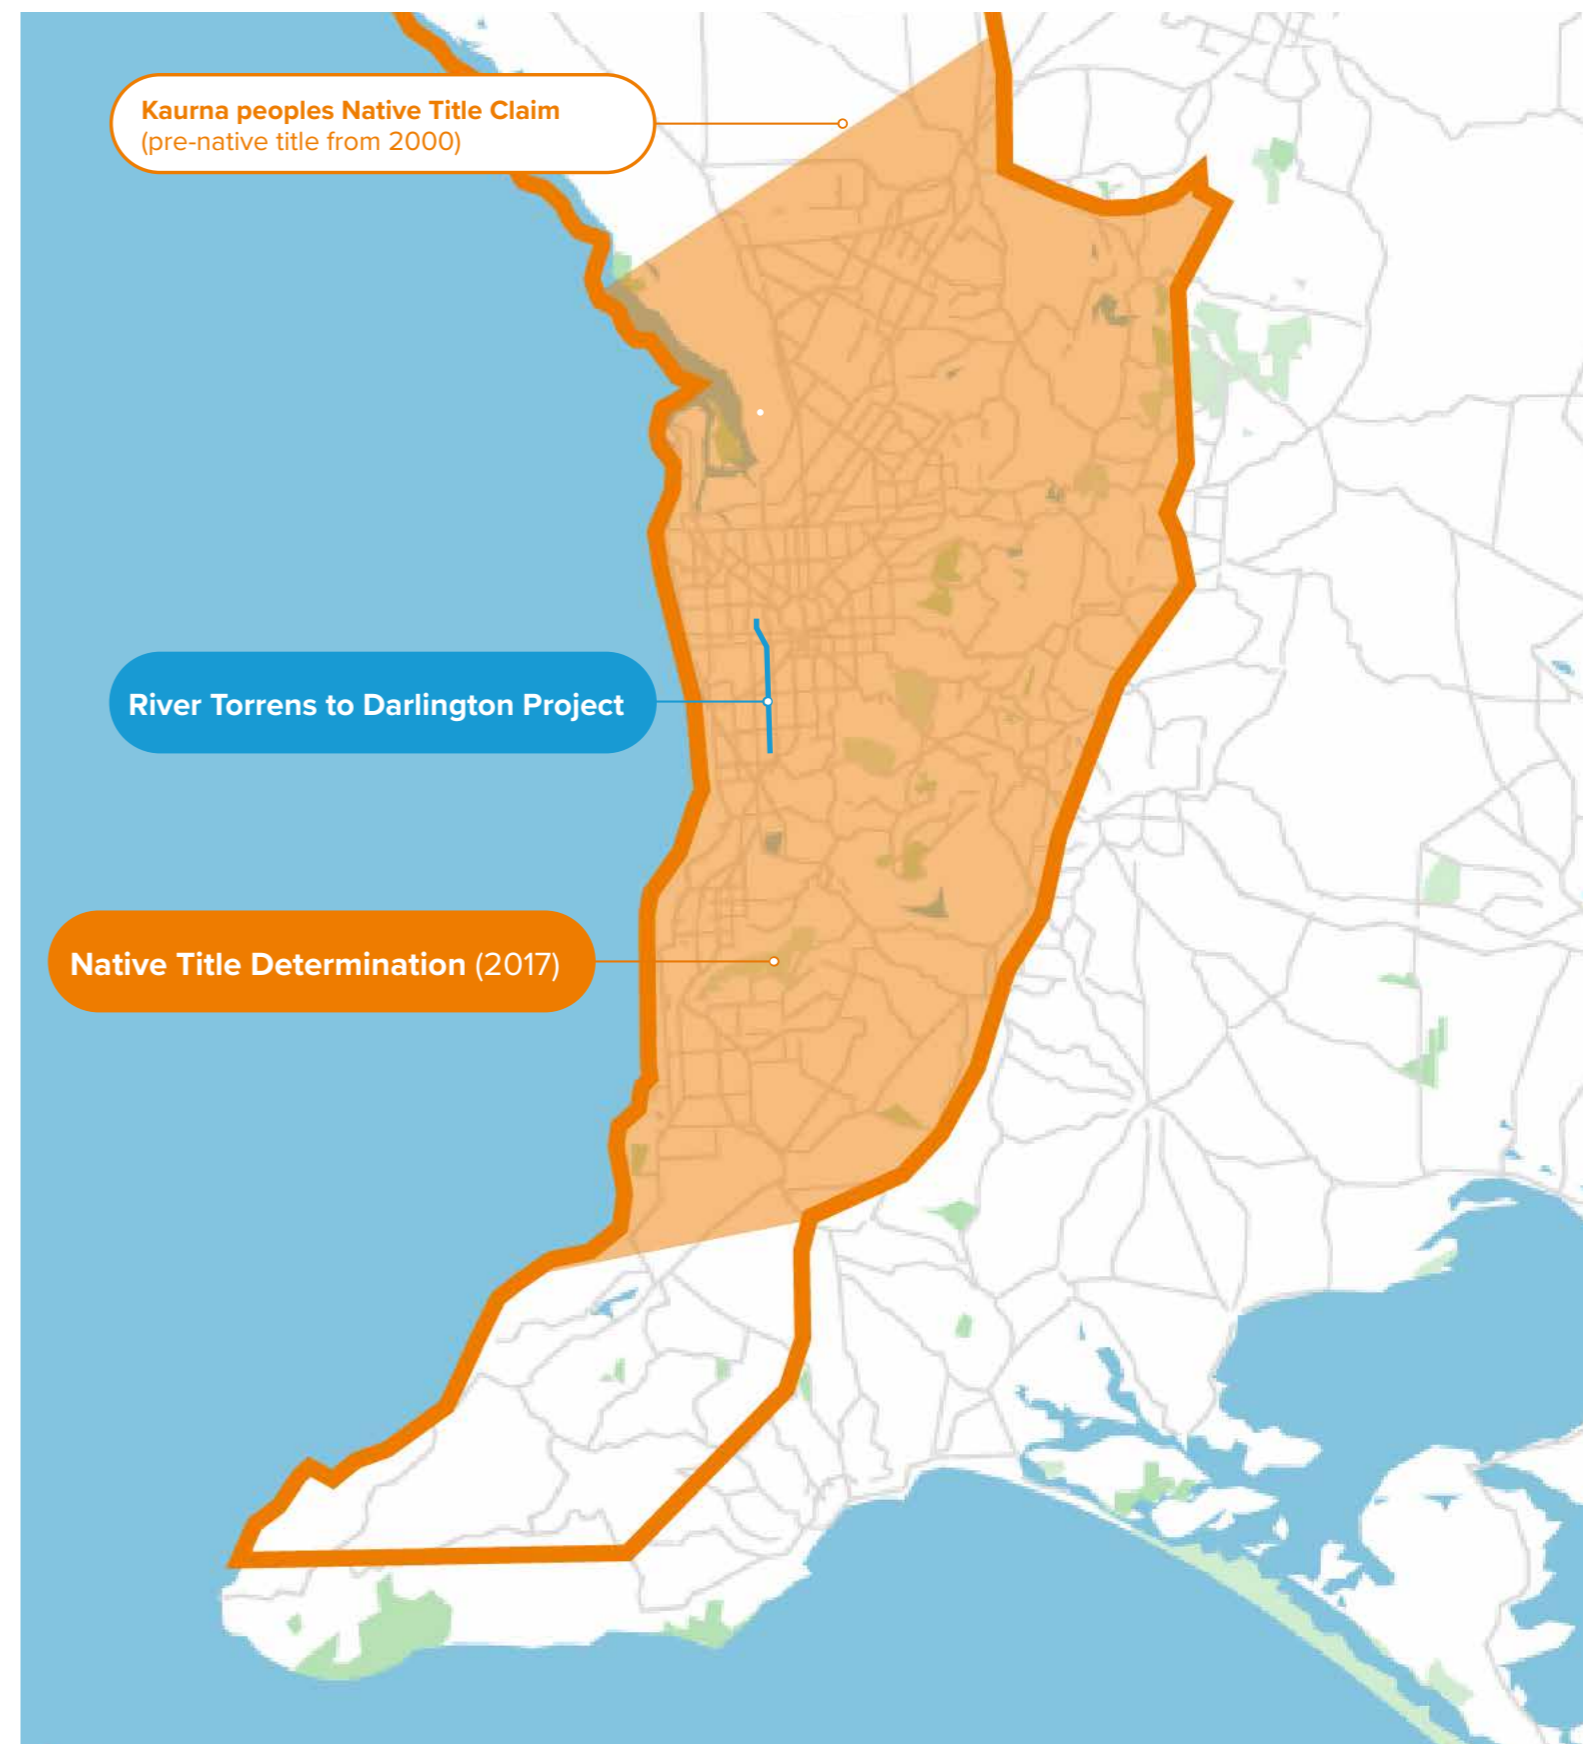 Kaurna peoples Native Title Claim
(pre-native title from 2000)
River Torrens to Darlington Project
Native Title Determination (2017)